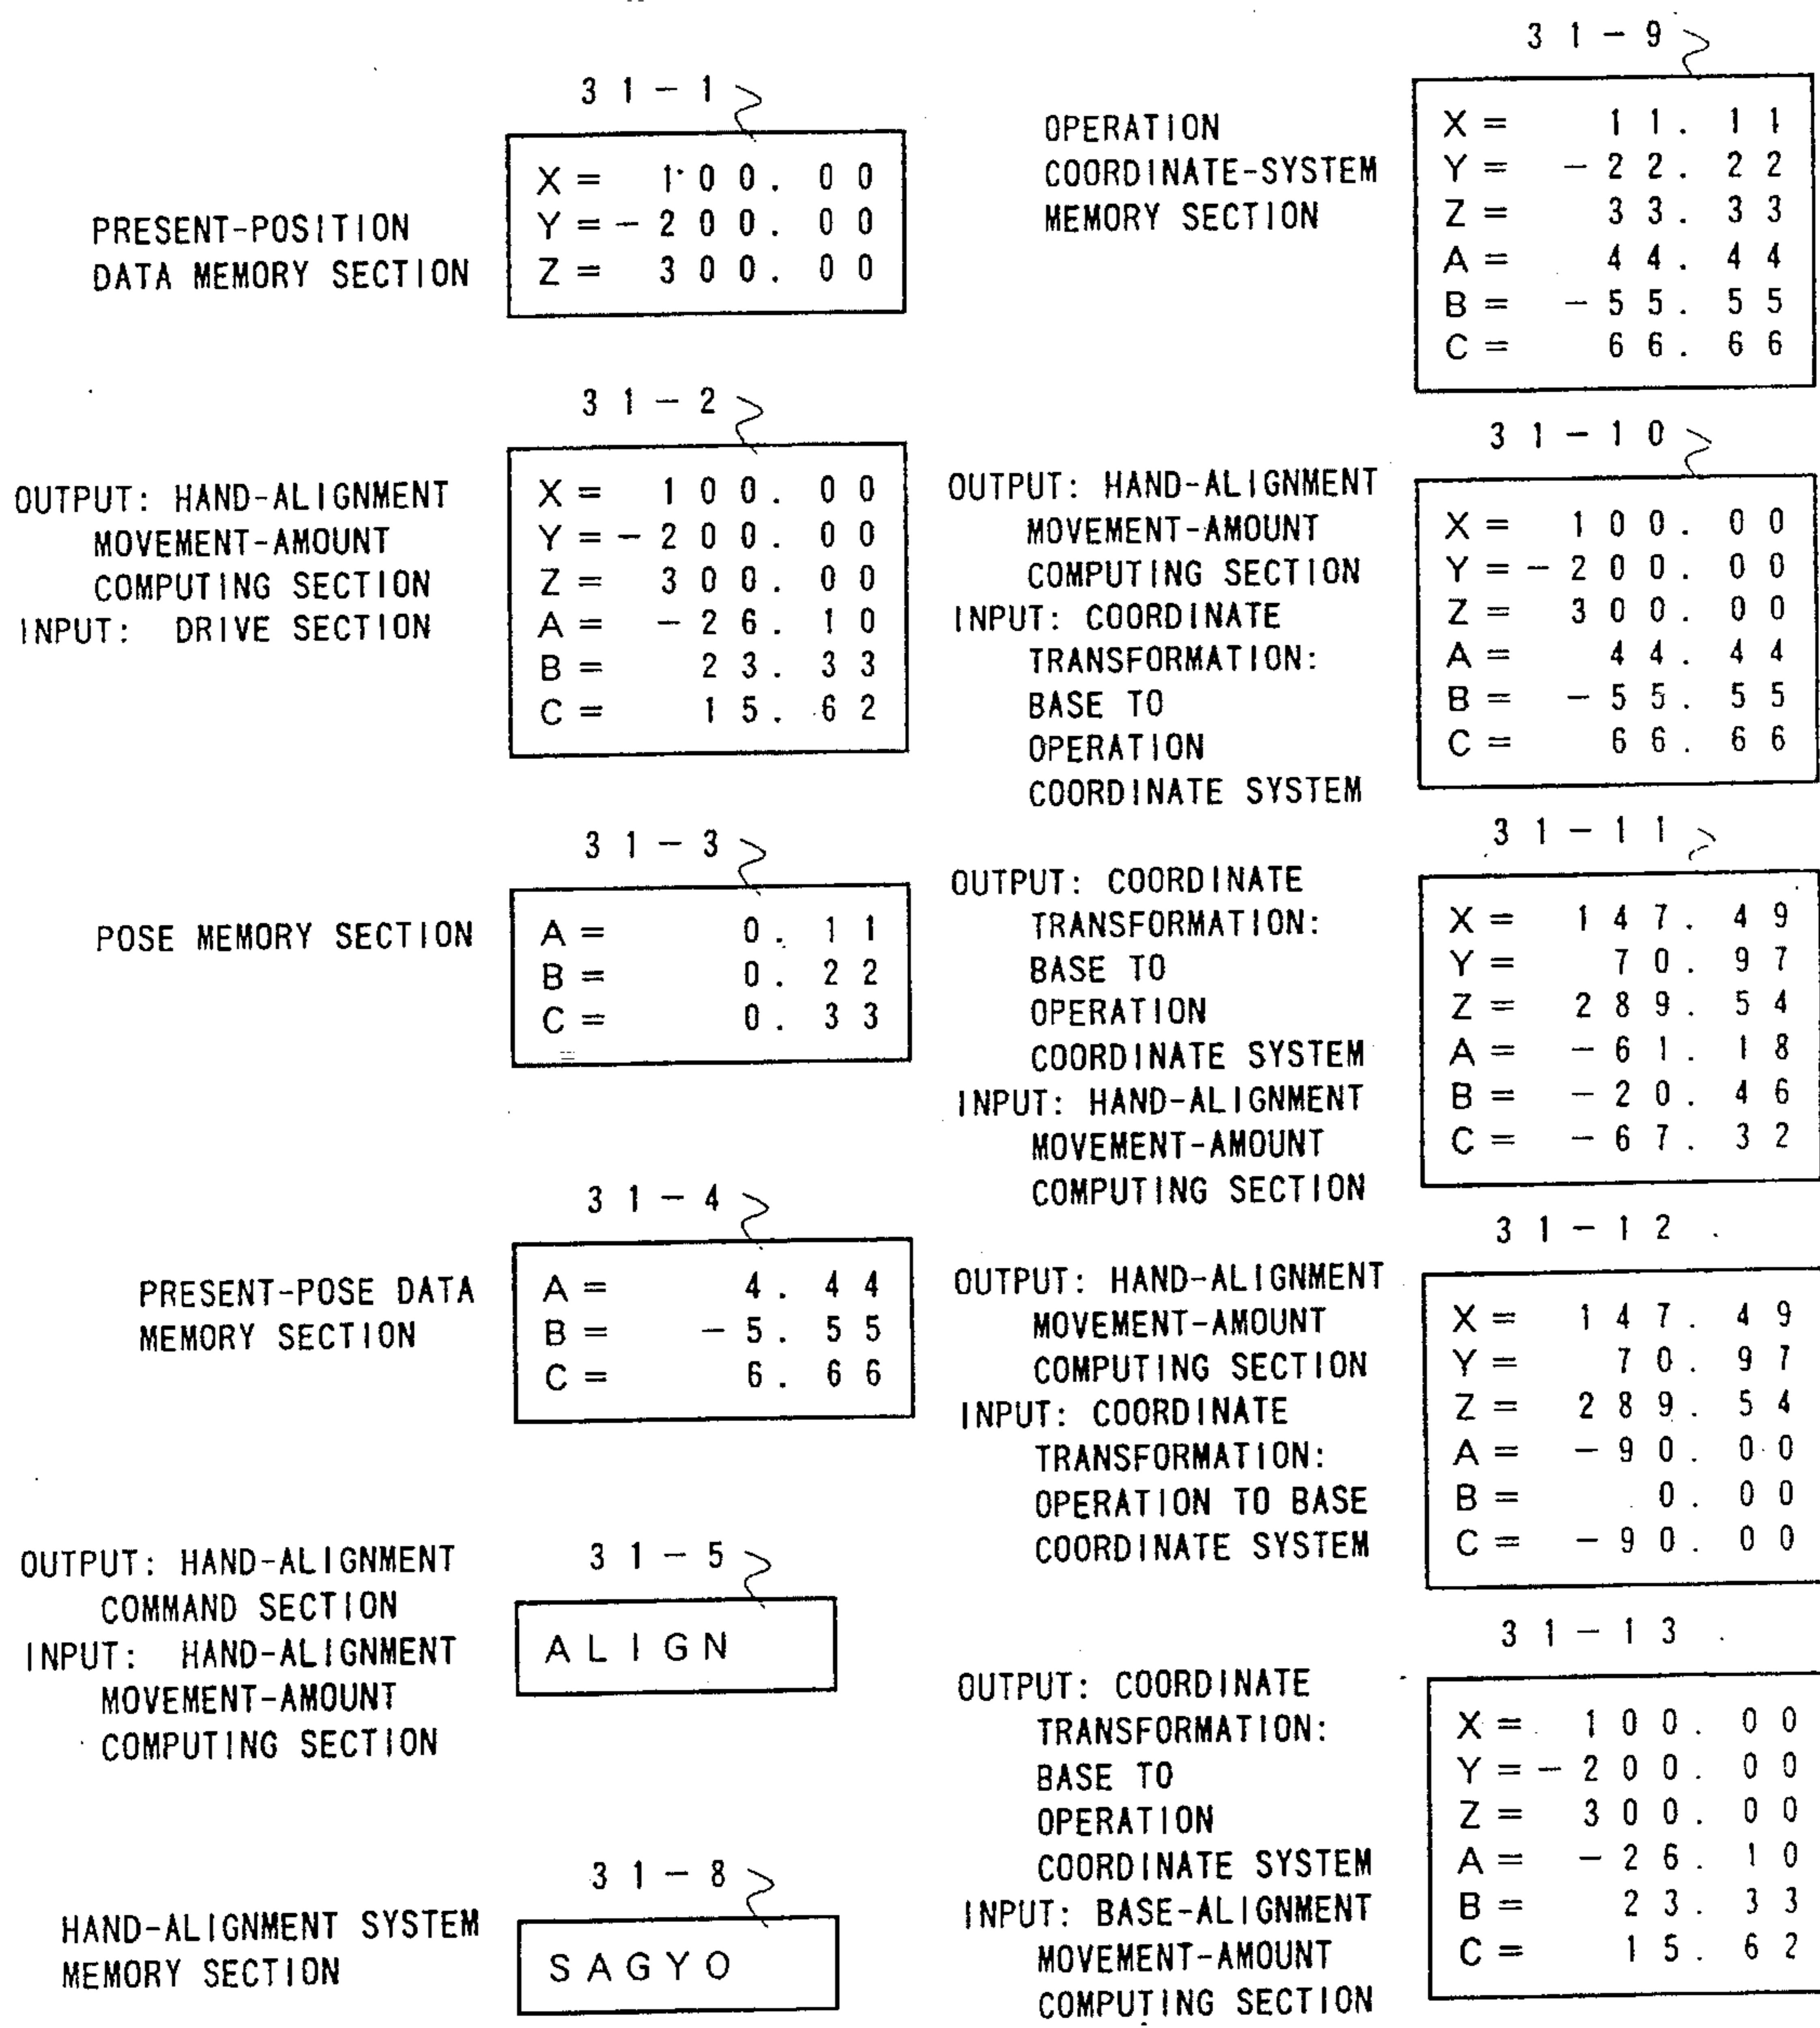 31-1
PRESENT-POSITION
DATA MEMORY SECTION
X = 100.00
Y = -200.00
Z = 300.00
31-2
OUTPUT: HAND-ALIGNMENT
MOVEMENT-AMOUNT
COMPUTING SECTION
INPUT: DRIVE SECTION
X = 100.00
Y = -200.00
Z = 300.00
A = -26.10
B = 23.33
C = 15.62
31-3
POSE MEMORY SECTION
A = 0.11
B = 0.22
C = 0.33
31-4
PRESENT-POSE DATA
MEMORY SECTION
A = 4.44
B = -5.55
C = 6.66
OUTPUT: HAND-ALIGNMENT
COMMAND SECTION
INPUT: HAND-ALIGNMENT
MOVEMENT-AMOUNT
COMPUTING SECTION
31-5
ALIGN
31-8
HAND-ALIGNMENT SYSTEM
MEMORY SECTION
SAGYO
31-9
OPERATION
COORDINATE-SYSTEM
MEMORY SECTION
X = 11.11
Y = -22.22
Z = 33.33
A = 44.44
B = -55.55
C = 66.66
31-10
OUTPUT: HAND-ALIGNMENT
MOVEMENT-AMOUNT
COMPUTING SECTION
INPUT: COORDINATE
TRANSFORMATION:
BASE TO
OPERATION
COORDINATE SYSTEM
X = 100.00
Y = -200.00
Z = 300.00
A = 44.44
B = -55.55
C = 66.66
31-11
OUTPUT: COORDINATE
TRANSFORMATION:
BASE TO
OPERATION
COORDINATE SYSTEM
INPUT: HAND-ALIGNMENT
MOVEMENT-AMOUNT
COMPUTING SECTION
X = 147.49
Y = 70.97
Z = 289.54
A = -61.18
B = -20.46
C = -67.32
31-12
OUTPUT: HAND-ALIGNMENT
MOVEMENT-AMOUNT
COMPUTING SECTION
INPUT: COORDINATE
TRANSFORMATION:
OPERATION TO BASE
COORDINATE SYSTEM
X = 147.49
Y = 70.97
Z = 289.54
A = -90.00
B = 0.00
C = -90.00
31-13
OUTPUT: COORDINATE
TRANSFORMATION:
BASE TO
OPERATION
COORDINATE SYSTEM
INPUT: BASE-ALIGNMENT
MOVEMENT-AMOUNT
COMPUTING SECTION
X = 100.00
Y = -200.00
Z = 300.00
A = -26.10
B = 23.33
C = 15.62